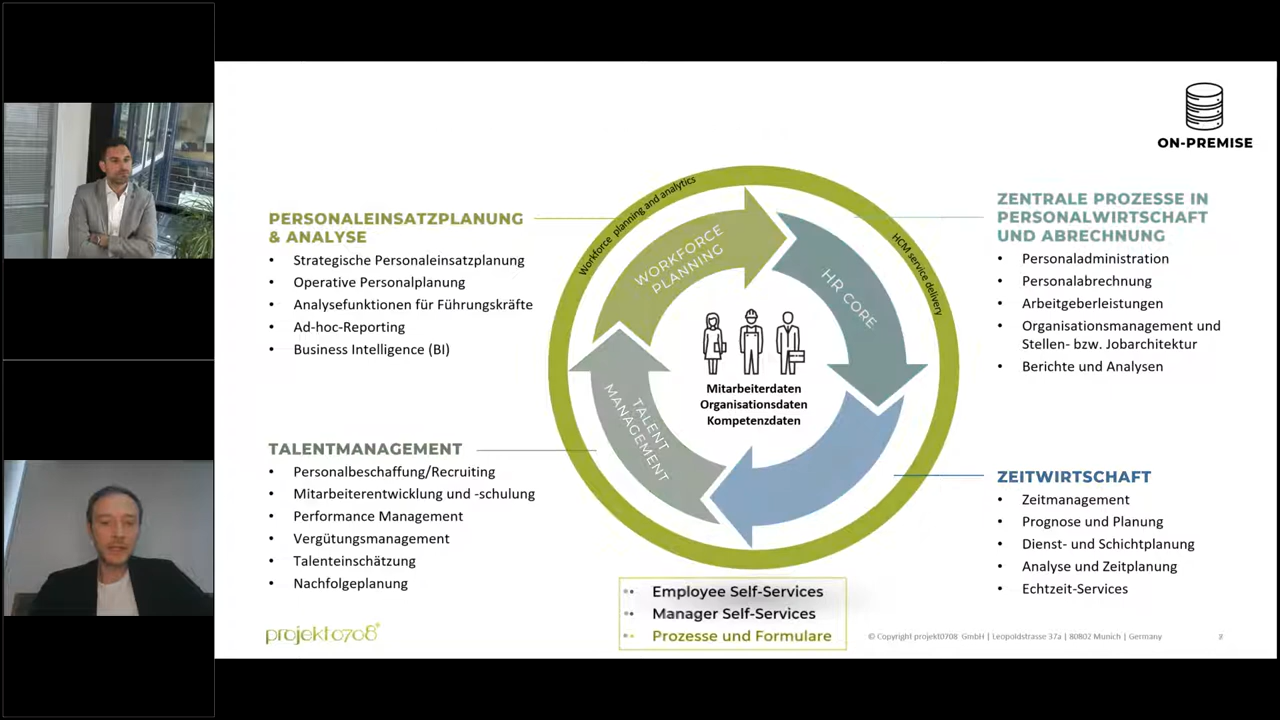 ON-PREMISE
PERSONALEINSATZPLANUNG
& ANALYSE
• Strategische Personaleinsatzplanung
• Operative Personalplanung
• Analysefunktionen für Führungskräfte
• Ad-hoc-Reporting
• Business Intelligence (BI)
TALENTMANAGEMENT
• Personalbeschaffung/Recruiting
• Mitarbeiterentwicklung und -schulung
• Performance Management
• Vergütungsmanagement
• Talenteinschätzung
• Nachfolgeplanung
Workforce planning and analytics
HCM service delivery
WORKFORCE
PLANNING
HR CORE
TALENT
MANAGEMENT
Mitarbeiterdaten
Organisationsdaten
Kompetenzdaten
ZENTRALE PROZESSE IN
PERSONALWIRTSCHAFT
UND ABRECHNUNG
• Personaladministration
• Personalabrechnung
• Arbeitgeberleistungen
• Organisationsmanagement und
Stellen- bzw. Jobarchitektur
• Berichte und Analysen
ZEITWIRTSCHAFT
• Zeitmanagement
• Prognose und Planung
• Dienst- und Schichtplanung
• Analyse und Zeitplanung
• Echtzeit-Services
• Employee Self-Services
• Manager Self-Services
• Prozesse und Formulare
projekt0708®
© Copyright projekt0708 GmbH | Leopoldstrasse 37a | 80802 Munich | Germany